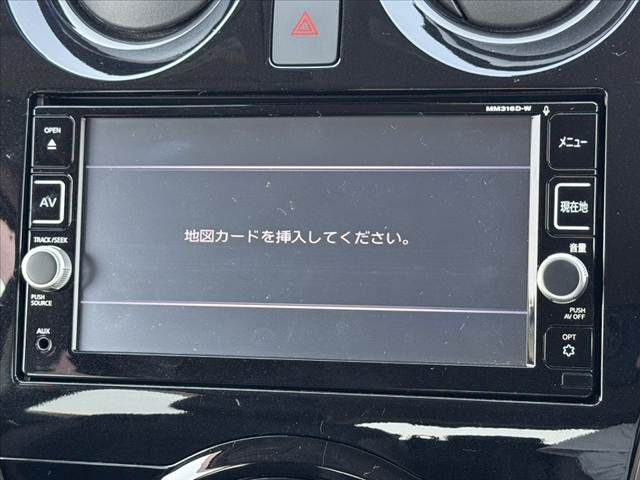 MM316D-W
OPEN
メニュー
AV
現在地
地図カードを挿入してください。
TRACK/SEEK
音量
PUSH
SOURCE
PUSH
AV OFF
AUX
OPT